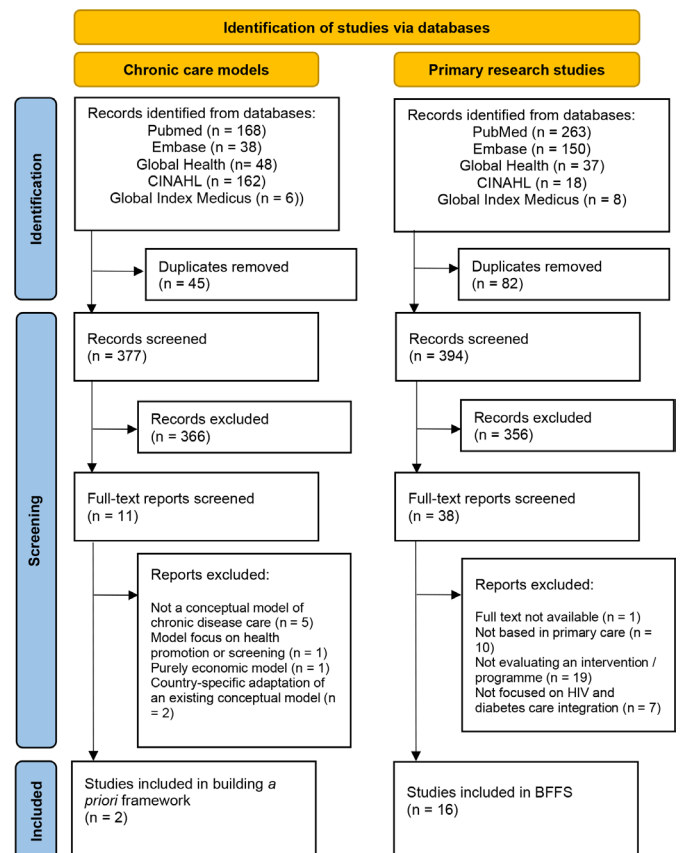 Identification of studies via databases
Chronic care models
Primary research studies
Identification
Records identified from databases:
Pubmed (n = 168)
Embase (n = 38)
Global Health (n= 48)
CINAHL (n = 162)
Global Index Medicus (n = 6))
Records identified from databases:
PubMed (n = 263)
Embase (n = 150)
Global Health (n = 37)
CINAHL (n = 18)
Global Index Medicus (n = 8)
Duplicates removed
(n = 45)
Duplicates removed
(n = 82)
Screening
Records screened
(n = 377)
Records screened
(n = 394)
Records excluded
(n = 366)
Records excluded
(n = 356)
Full-text reports screened
(n = 11)
Full-text reports screened
(n = 38)
Reports excluded:
Not a conceptual model of
chronic disease care (n = 5)
Model focus on health
promotion or screening (n = 1)
Purely economic model (n = 1)
Country-specific adaptation of
an existing conceptual model (n
= 2)
Reports excluded:
Full text not available (n = 1)
Not based in primary care (n =
10)
Not evaluating an intervention /
programme (n = 19)
Not focused on HIV and
diabetes care integration (n = 7)
Included
Studies included in building a
priori framework
(n = 2)
Studies included in BFFS
(n = 16)